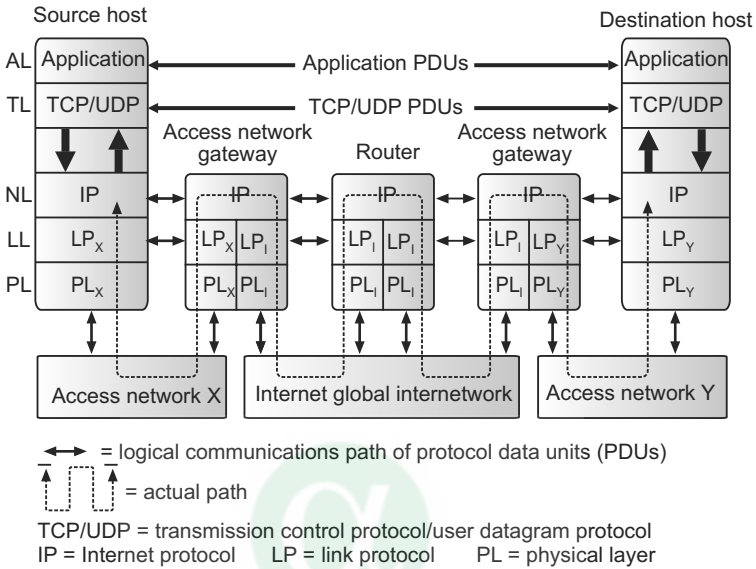 Source host
Destination host
AL Application Application PDUs Application
TL TCP/UDP TCP/UDP PDUs TCP/UDP
Access network gateway
Router
Access network gateway
NL IP IP IP IP IP
LL LPX LPX LPI LPI LPI LPI LPY LPY
PL PLX PLX PLI PLI PLI PLI PLY PLY
Access network X
Internet global internetwork
Access network Y
= logical communications path of protocol data units (PDUs)
= actual path
TCP/UDP = transmission control protocol/user datagram protocol
IP = Internet protocol LP = link protocol PL = physical layer